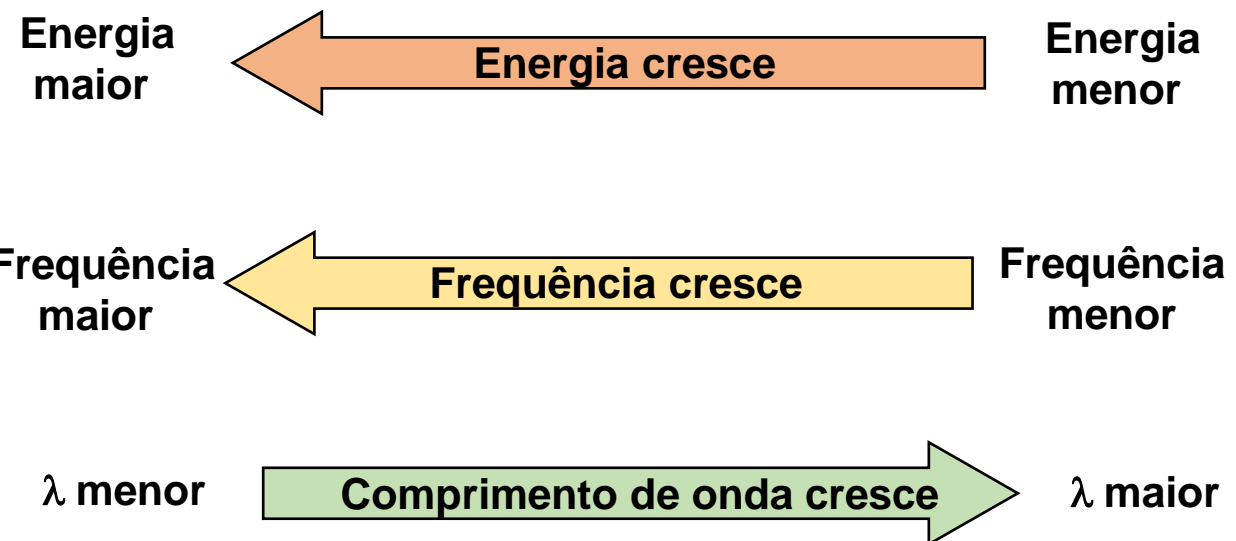 Energia
maior
Energia cresce
Energia
menor
Frequência
maior
Frequência cresce
Frequência
menor
λ menor
Comprimento de onda cresce
λ maior